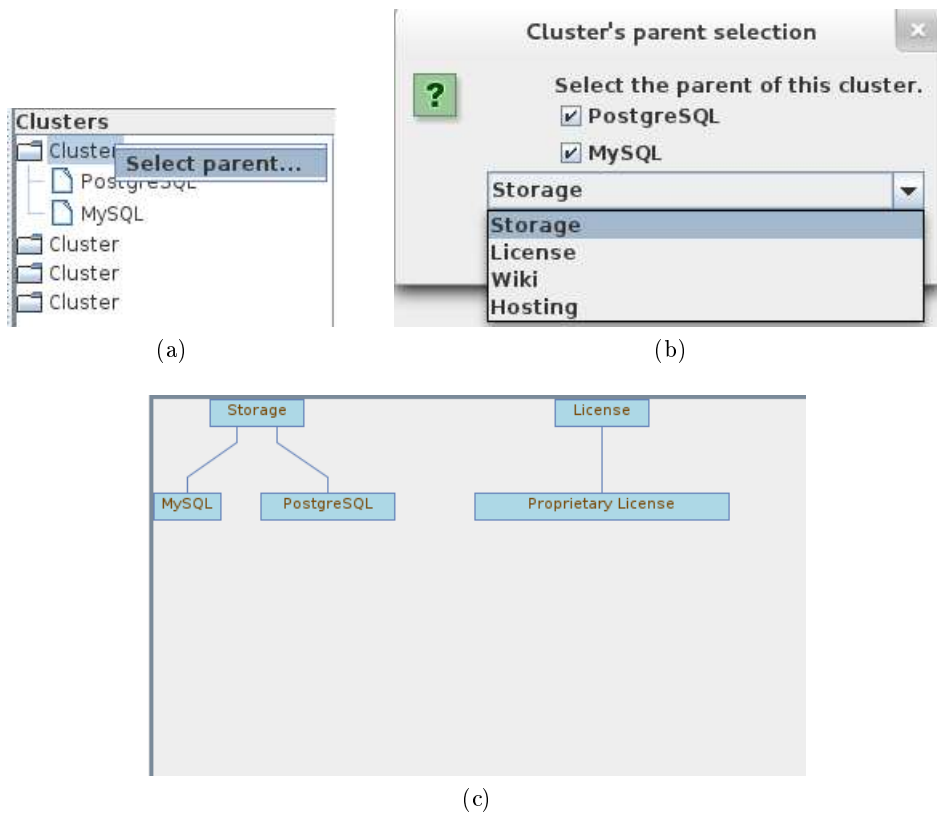 Clusters
Cluster
Select parent...
PostgreSQL
MySQL
Cluster
Cluster
Cluster
(a)
Cluster's parent selection
?
Select the parent of this cluster.
PostgreSQL
MySQL
Storage
Storage
License
Wiki
Hosting
(b)
Storage
License
MySQL
PostgreSQL
Proprietary License
(c)